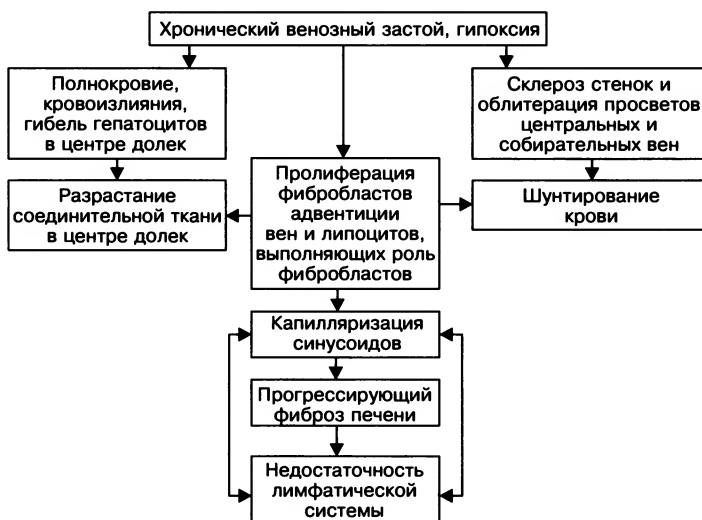 Хронический венозный застой, гипоксия
Полнокровие,
кровоизлияния,
гибель гепатоцитов
в центре долек
Склероз стенок и
облитерация просветов
центральных и
собирательных вен
Пролиферация
фибробластов
адвентиции
вен и липоцитов,
выполняющих роль
фибробластов
Разрастание
соединительной ткани
в центре долек
Шунтирование
крови
Капилляризация
синусоидов
Прогрессирующий
фиброз печени
Недостаточность
лимфатической
системы